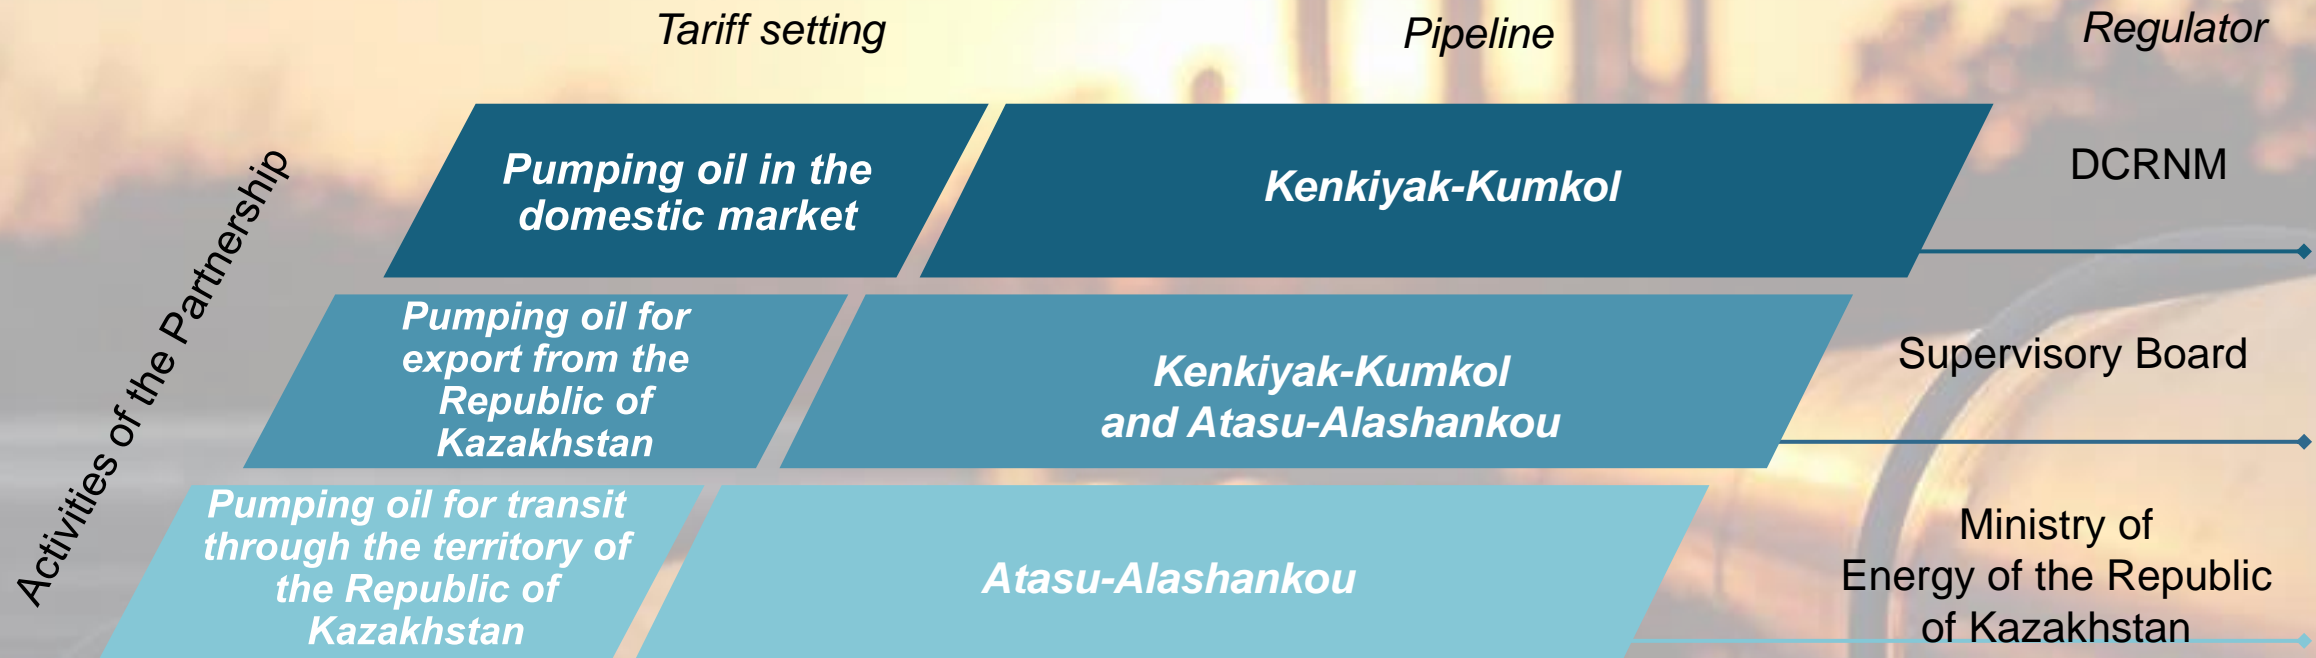 Tariff setting
Pipeline
Regulator
Activities of the Partnership
Pumping oil in the
domestic market
Kenkiyak-Kumkol
DCRNM
Pumping oil for
export from the
Republic of
Kazakhstan
Kenkiyak-Kumkol
and Atasu-Alashankou
Supervisory Board
Pumping oil for transit
through the territory of
the Republic of
Kazakhstan
Atasu-Alashankou
Ministry of
Energy of the Republic
of Kazakhstan